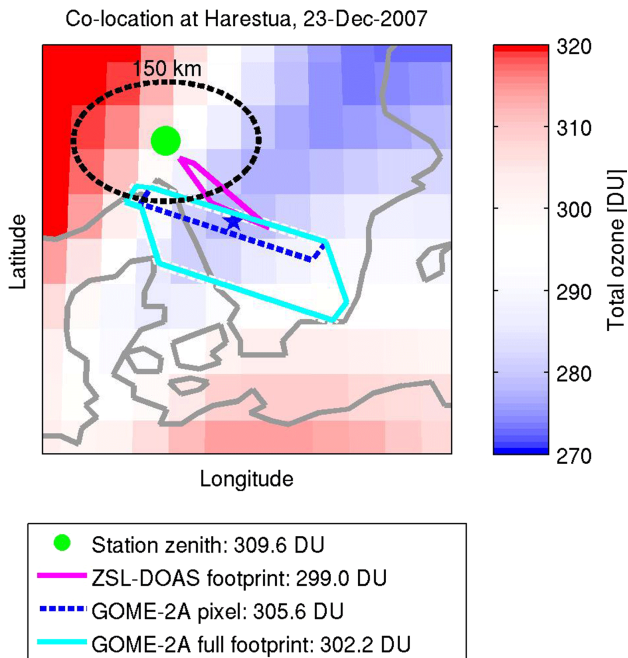 Co-location at Harestua, 23-Dec-2007
150 km
Latitude
Longitude
320
310
300
290
280
270
Total ozone [DU]
Station zenith: 309.6 DU
ZSL-DOAS footprint: 299.0 DU
GOME-2A pixel: 305.6 DU
GOME-2A full footprint: 302.2 DU